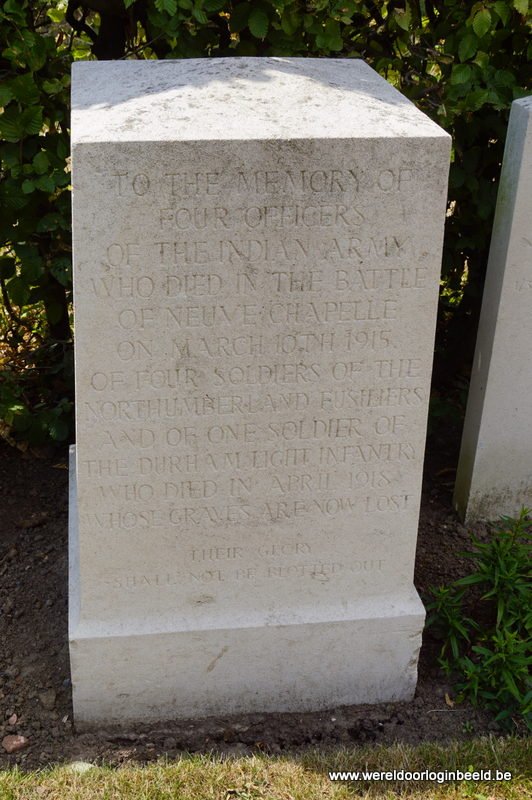 TO THE MEMORY OF
FOUR OFFICERS
OF THE INDIAN ARMY
WHO DIED IN THE BATTLE
OF NEUVE CHAPELLE
ON MARCH 10TH 1915
OF FOUR SOLDIERS OF THE
NORTHUMBERLAND FUSILIERS
AND OF ONE SOLDIER OF
THE DURHAM LIGHT INFANTRY
WHO DIED IN APRIL 1918
WHOSE GRAVES ARE NOW LOST
THEIR GLORY
SHALL NOT BE BLOTTED OUT
www.wereldoorloginbeeld.be